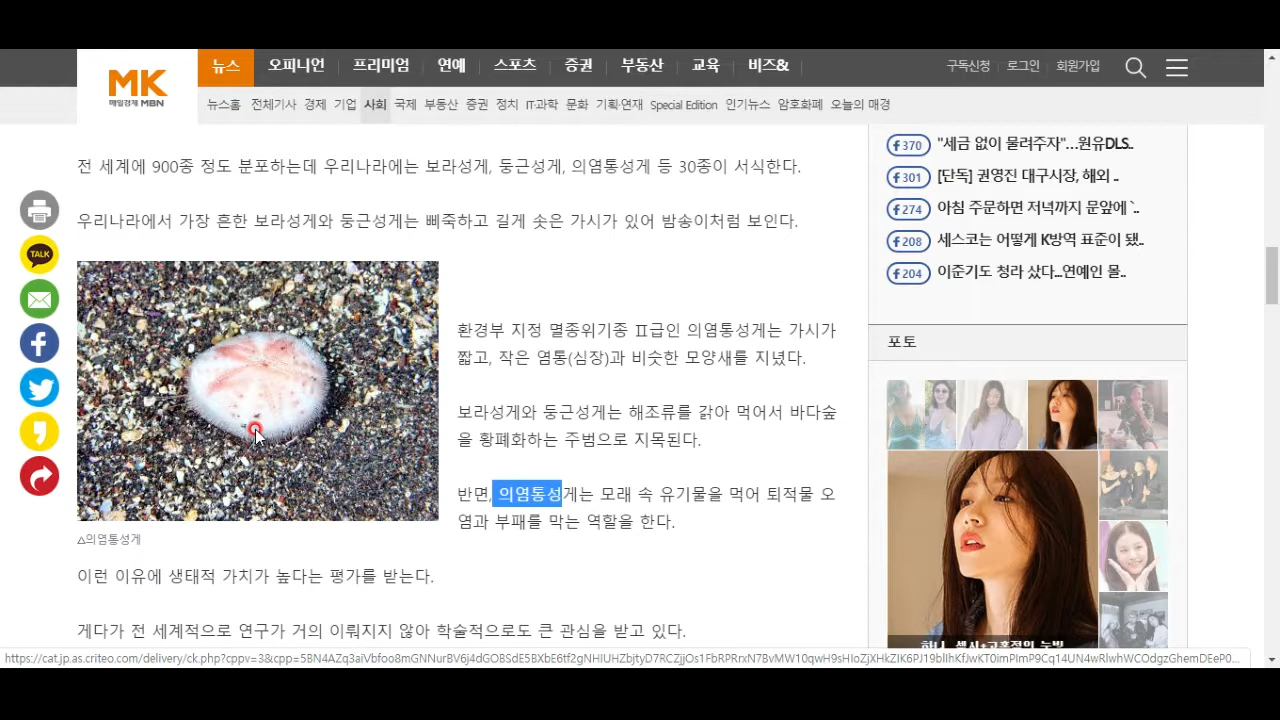 MK
매일경제 MBN
뉴스 오피니언 프리미엄 연예 스포츠 증권 부동산 교육 비즈&
구독신청 로그인 회원가입
뉴스홈 전체기사 경제 기업 사회 국제 부동산 증권 정치 IT·과학 문화 기획·연재 Special Edition 인기뉴스 암호화폐 오늘의 매경
전 세계에 900종 정도 분포하는데 우리나라에는 보라성게, 둥근성게, 의염통성게 등 30종이 서식한다.
우리나라에서 가장 흔한 보라성게와 둥근성게는 삐죽하고 길게 솟은 가시가 있어 밤송이처럼 보인다.
TALK
환경부 지정 멸종위기종 Ⅱ급인 의염통성게는 가시가
짧고, 작은 염통(심장)과 비슷한 모양새를 지녔다.
보라성게와 둥근성게는 해조류를 갉아 먹어서 바다숲
을 황폐화하는 주범으로 지목된다.
반면, 의염통성게는 모래 속 유기물을 먹어 퇴적물 오
염과 부패를 막는 역할을 한다.
△의염통성게
이런 이유에 생태적 가치가 높다는 평가를 받는다.
게다가 전 세계적으로 연구가 거의 이뤄지지 않아 학술적으로도 큰 관심을 받고 있다.
f 370 "세금 없이 물려주자"…원유DLS..
f 301 [단독] 권영진 대구시장, 해외 ..
f 274 아침 주문하면 저녁까지 문앞에 `..
f 208 세스코는 어떻게 K방역 표준이 됐..
f 204 이준기도 청라 샀다…연예인 몰..
포토